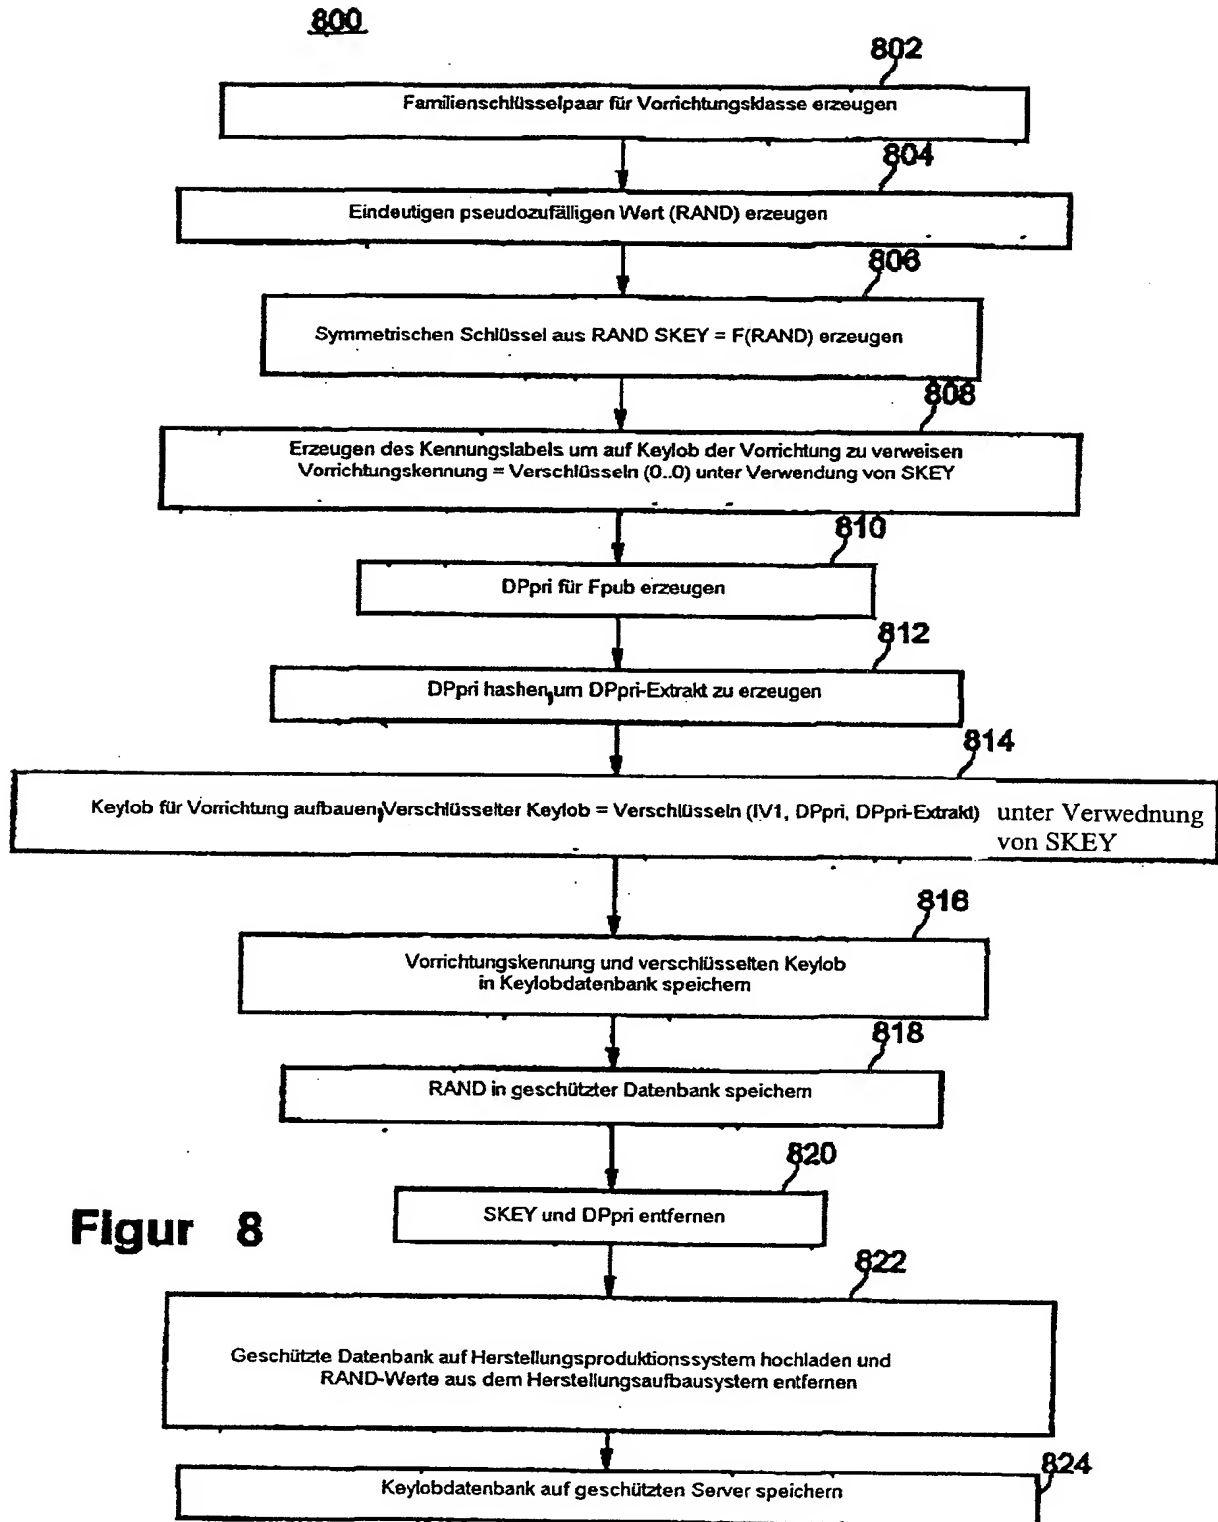 800
802
Familienschlüsselpaar für Vorrichtungsklasse erzeugen
804
Eindeutigen pseudozufälligen Wert (RAND) erzeugen
806
Symmetrischen Schlüssel aus RAND SKEY = F(RAND) erzeugen
808
Erzeugen des Kennungslabels um auf Keylob der Vorrichtung zu verweisen
Vorrichtungskennung = Verschlüsseln (0..0) unter Verwendung von SKEY
810
DPpri für Fpub erzeugen
812
DPpri hashen, um DPpri-Extrakt zu erzeugen
814
Keylob für Vorrichtung aufbauen, Verschlüsselter Keylob = Verschlüsseln (IV1, DPpri, DPpri-Extrakt) unter Verwednung
von SKEY
816
Vorrichtungskennung und verschlüsselten Keylob
in Keylobdatenbank speichern
818
RAND in geschützter Datenbank speichern
820
SKEY und DPpri entfernen
Figur 8
822
Geschützte Datenbank auf Herstellungsproduktionssystem hochladen und
RAND-Werte aus dem Herstellungsaufbausystem entfernen
824
Keylobdatenbank auf geschützten Server speichern